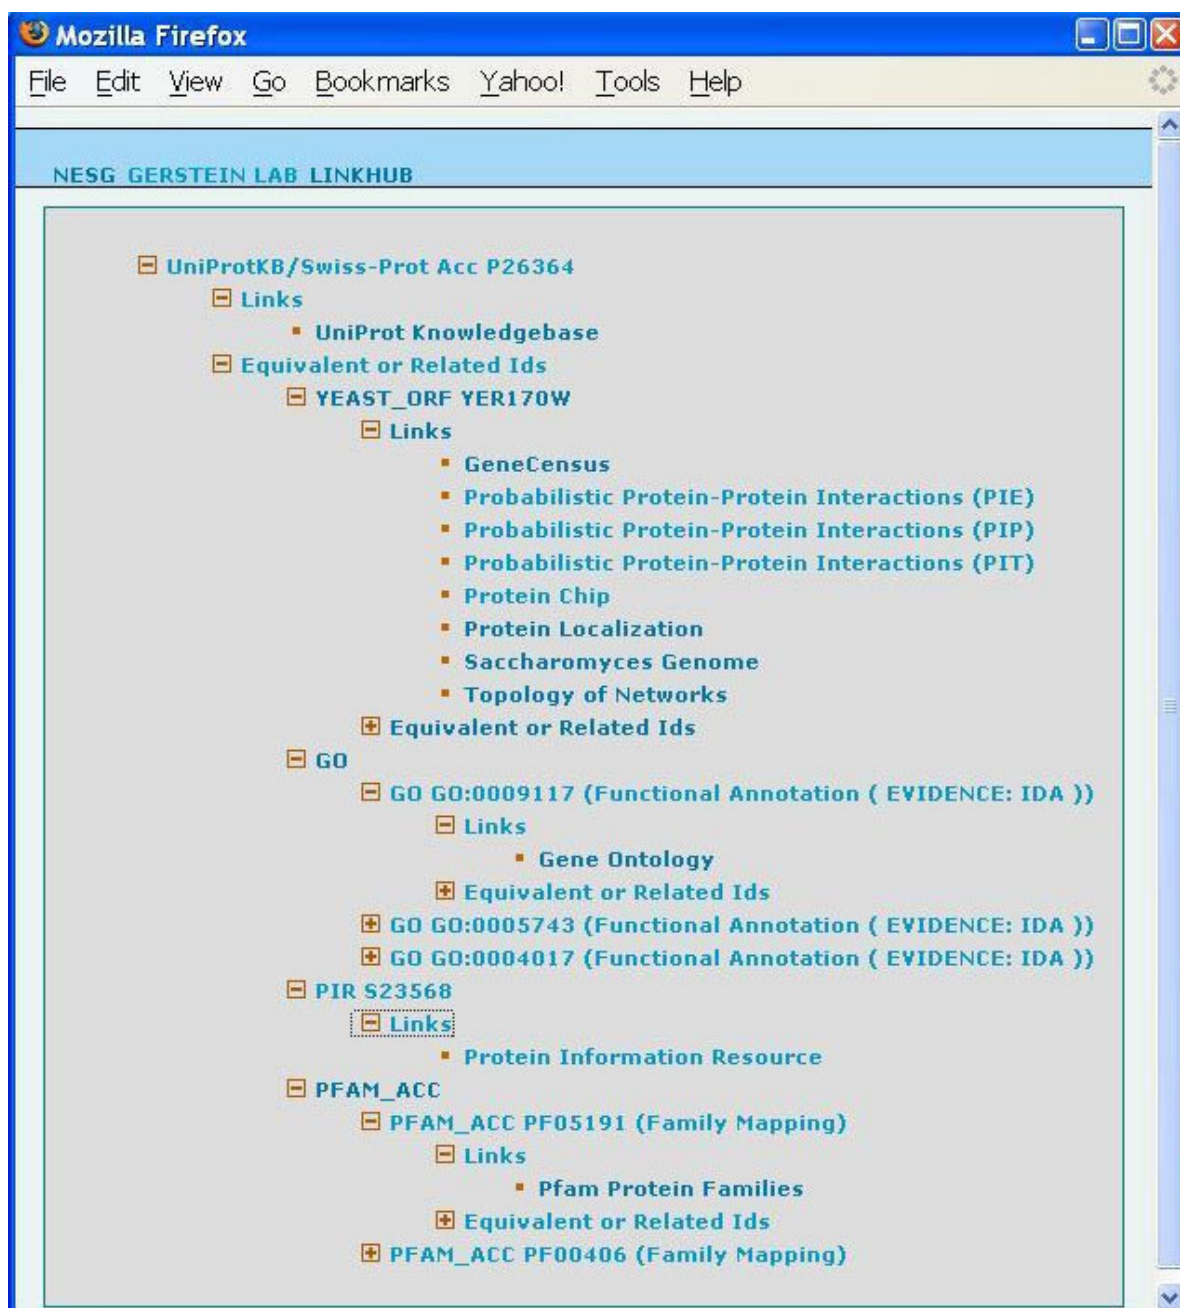 Mozilla Firefox
File Edit View Go Bookmarks Yahoo! Tools Help
NESG GERSTEIN LAB LINKHUB
UniProtKB/Swiss-Prot Acc P26364
Links
UniProt Knowledgebase
Equivalent or Related Ids
YEAST_ORF YER170W
Links
GeneCensus
Probabilistic Protein-Protein Interactions (PIE)
Probabilistic Protein-Protein Interactions (PIP)
Probabilistic Protein-Protein Interactions (PIT)
Protein Chip
Protein Localization
Saccharomyces Genome
Topology of Networks
Equivalent or Related Ids
GO
GO GO:0009117 (Functional Annotation ( EVIDENCE: IDA ))
Links
Gene Ontology
Equivalent or Related Ids
GO GO:0005743 (Functional Annotation ( EVIDENCE: IDA ))
GO GO:0004017 (Functional Annotation ( EVIDENCE: IDA ))
PIR S23568
Links
Protein Information Resource
PFAM_ACC
PFAM_ACC PF05191 (Family Mapping)
Links
Pfam Protein Families
Equivalent or Related Ids
PFAM_ACC PF00406 (Family Mapping)